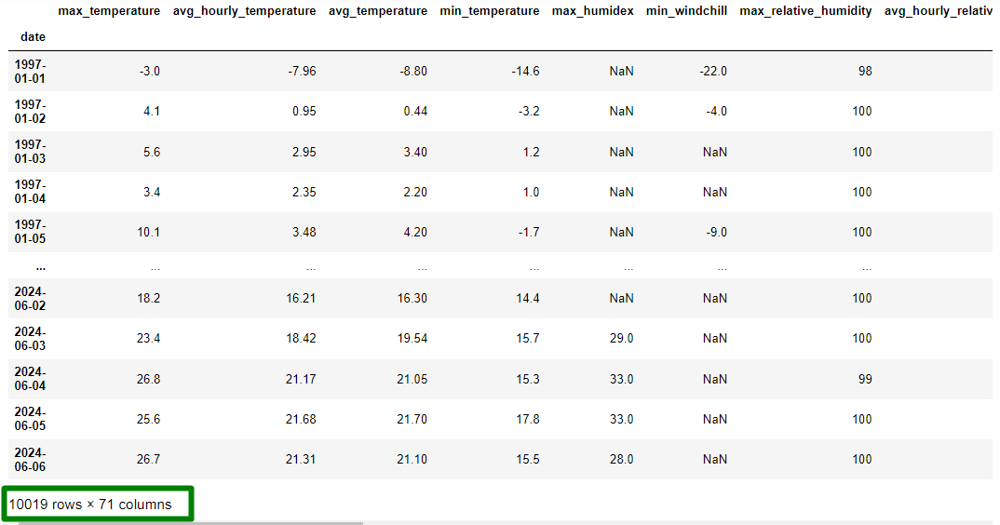 max_temperature avg_hourly_temperature avg_temperature min_temperature max_humidex min_windchill max_relative_humidity avg_hourly_relativ
date
1997-01-01 -3.0 -7.96 -8.80 -14.6 NaN -22.0 98
1997-01-02 4.1 0.95 0.44 -3.2 NaN -4.0 100
1997-01-03 5.6 2.95 3.40 1.2 NaN NaN 100
1997-01-04 3.4 2.35 2.20 1.0 NaN NaN 100
1997-01-05 10.1 3.48 4.20 -1.7 NaN -9.0 100
... ... ... ... ... ... ... ...
2024-06-02 18.2 16.21 16.30 14.4 NaN NaN 100
2024-06-03 23.4 18.42 19.54 15.7 29.0 NaN 100
2024-06-04 26.8 21.17 21.05 15.3 33.0 NaN 99
2024-06-05 25.6 21.68 21.70 17.8 33.0 NaN 100
2024-06-06 26.7 21.31 21.10 15.5 28.0 NaN 100
10019 rows × 71 columns